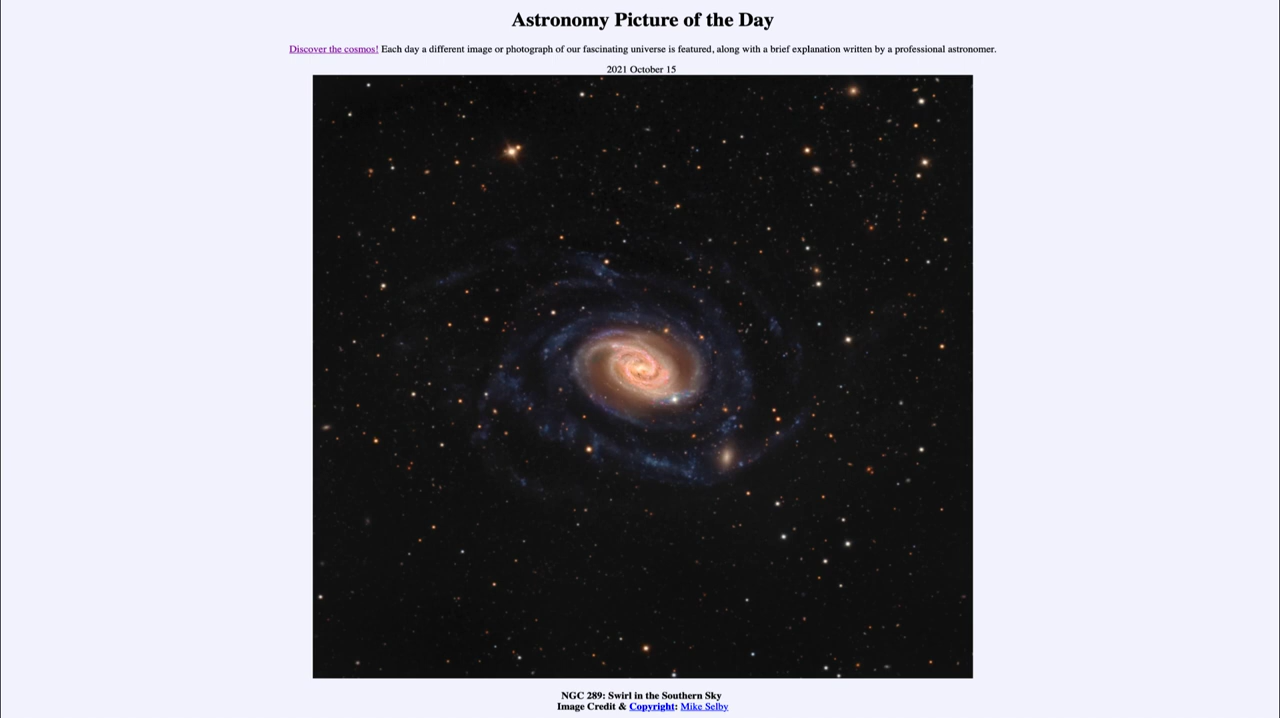 Astronomy Picture of the Day
Discover the cosmos! Each day a different image or photograph of our fascinating universe is featured, along with a brief explanation written by a professional astronomer.
2021 October 15
NGC 289: Swirl in the Southern Sky
Image Credit & Copyright: Mike Selby